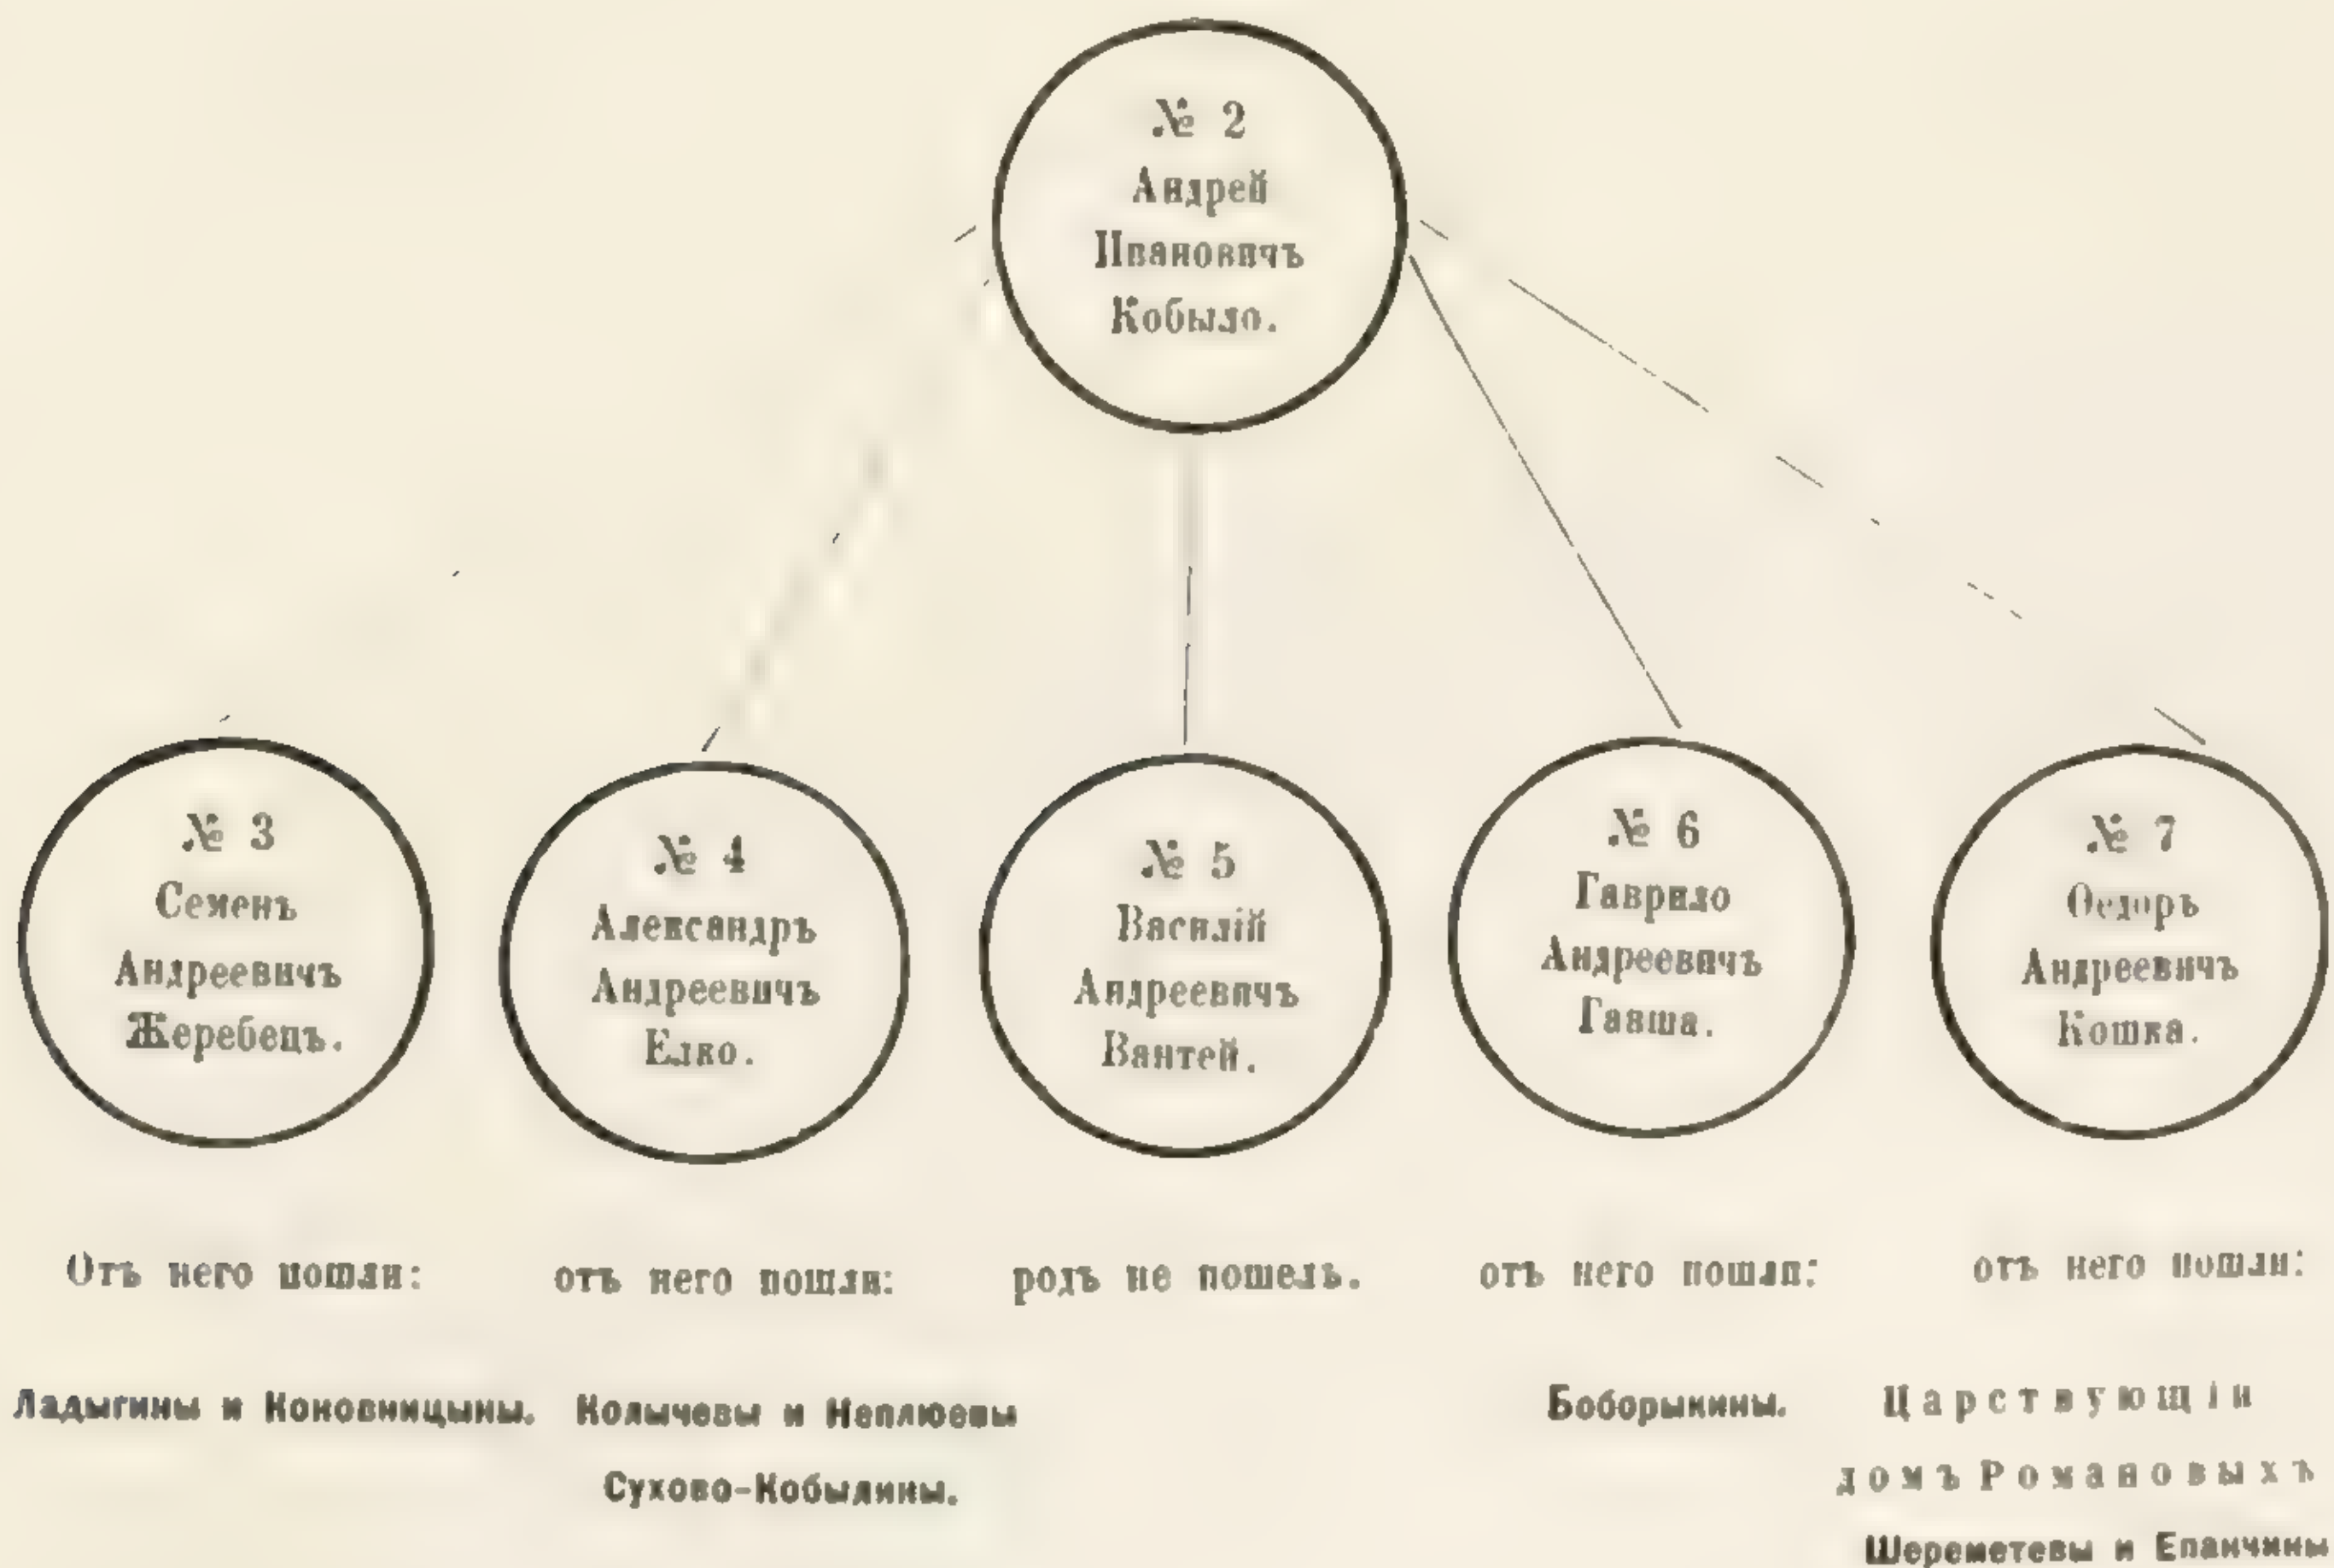 № 2
Андрей
Ивановичъ
Кобыло.
№ 3
Семенъ
Андреевичъ
Жеребецъ.
№ 4
Александръ
Андреевичъ
Елко.
№ 5
Василій
Андреевичъ
Вантей.
№ 6
Гаврило
Андреевичъ
Гавша.
№ 7
Ѳедоръ
Андреевичъ
Кошка.
Отъ него пошли:
отъ него пошли:
родъ не пошелъ.
отъ него пошли:
отъ него пошли:
Ладыгины и Коновницыны.
Колычевы и Неплюевы
Сухово-Кобылины.
Боборыкины.
Царствующій
домъ Романовыхъ
Шереметевы и Епанчины